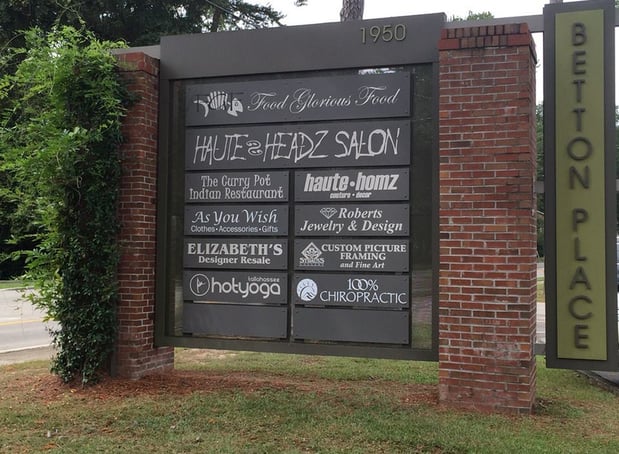 1950
Food Glorious Food
HAUTE HEADZ SALON
The Curry Pot
Indian Restaurant
haute•homz
couture • decor
As You Wish
Clothes•Accessories•Gifts
Roberts
Jewelry & Design
ELIZABETH'S
Designer Resale
CUSTOM PICTURE
FRAMING
and Fine Art
tallahassee
hotyoga
100%
CHIROPRACTIC
BETTON PLACE